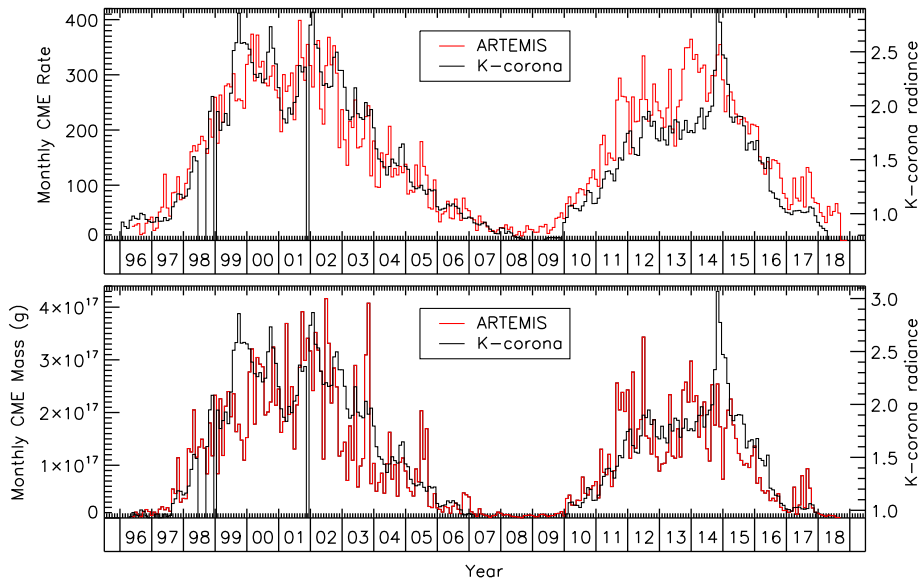 400
300
200
100
0
Monthly CME Rate
ARTEMIS
K-corona
2.5
2.0
1.5
1.0
K-corona radiance
96 97 98 99 00 01 02 03 04 05 06 07 08 09 10 11 12 13 14 15 16 17 18
4×10¹⁷
3×10¹⁷
2×10¹⁷
1×10¹⁷
0
Monthly CME Mass (g)
ARTEMIS
K-corona
3.0
2.5
2.0
1.5
1.0
K-corona radiance
96 97 98 99 00 01 02 03 04 05 06 07 08 09 10 11 12 13 14 15 16 17 18
Year